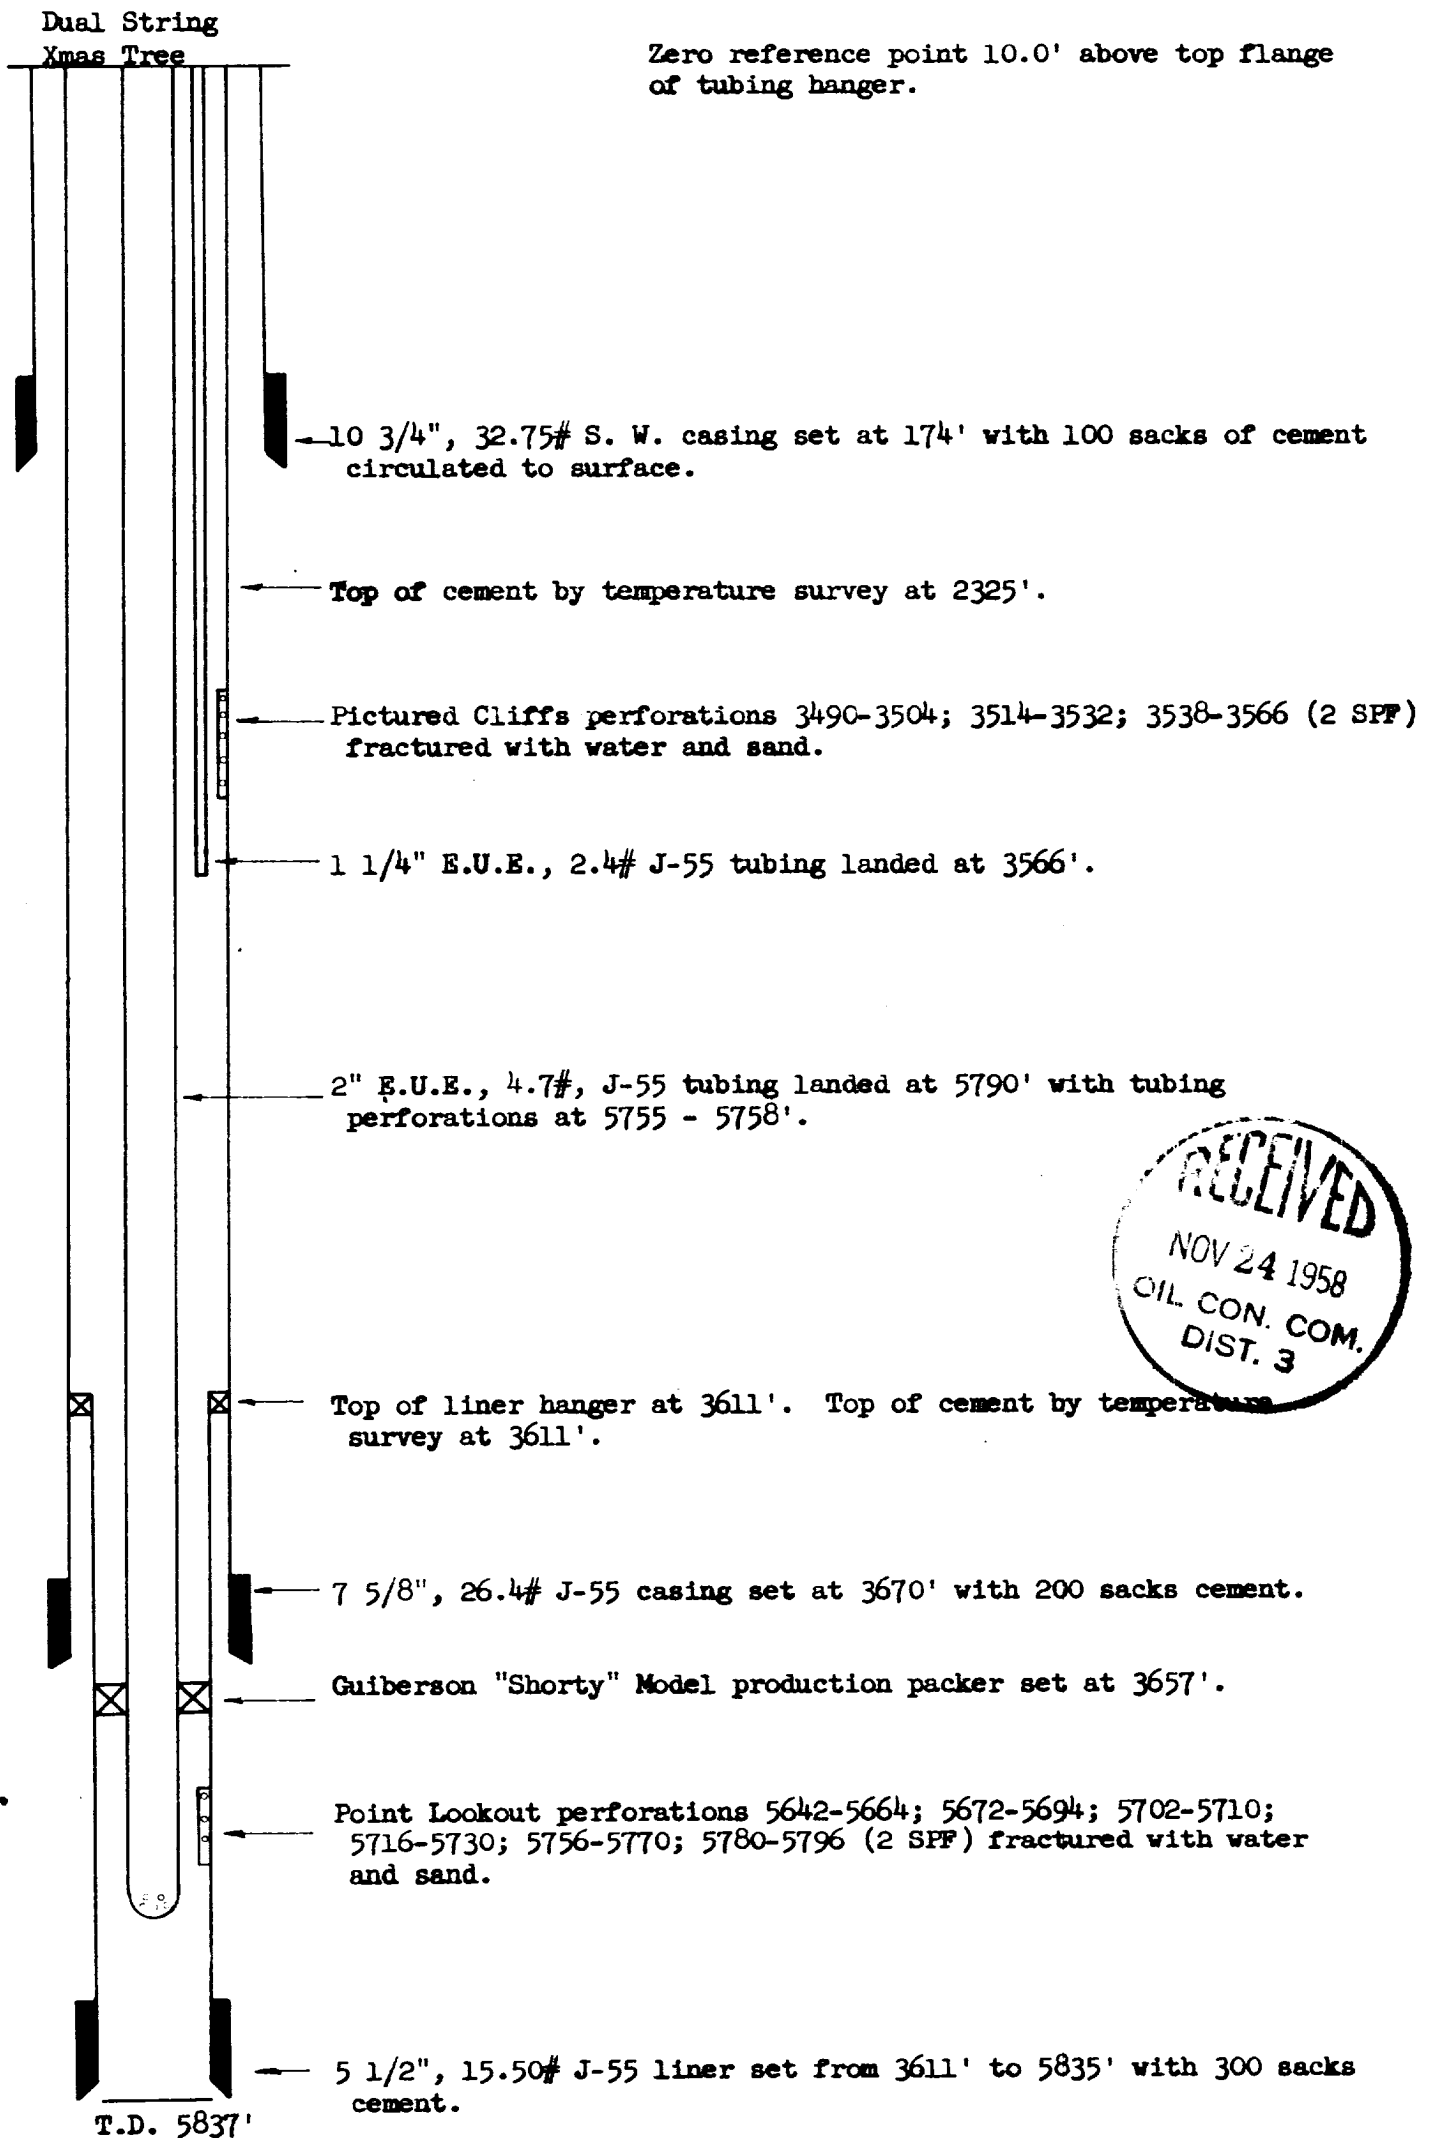 Dual String
Xmas Tree
Zero reference point 10.0' above top flange
of tubing hanger.
10 3/4", 32.75# S. W. casing set at 174' with 100 sacks of cement
circulated to surface.
Top of cement by temperature survey at 2325'.
Pictured Cliffs perforations 3490-3504; 3514-3532; 3538-3566 (2 SPF)
fractured with water and sand.
1 1/4" E.U.E., 2.4# J-55 tubing landed at 3566'.
2" E.U.E., 4.7#, J-55 tubing landed at 5790' with tubing
perforations at 5755 - 5758'.
RECEIVED
NOV 24 1958
OIL CON. COM.
DIST. 3
Top of liner hanger at 3611'. Top of cement by temperature
survey at 3611'.
7 5/8", 26.4# J-55 casing set at 3670' with 200 sacks cement.
Guiberson "Shorty" Model production packer set at 3657'.
Point Lookout perforations 5642-5664; 5672-5694; 5702-5710;
5716-5730; 5756-5770; 5780-5796 (2 SPF) fractured with water
and sand.
5 1/2", 15.50# J-55 liner set from 3611' to 5835' with 300 sacks
cement.
T.D. 5837'